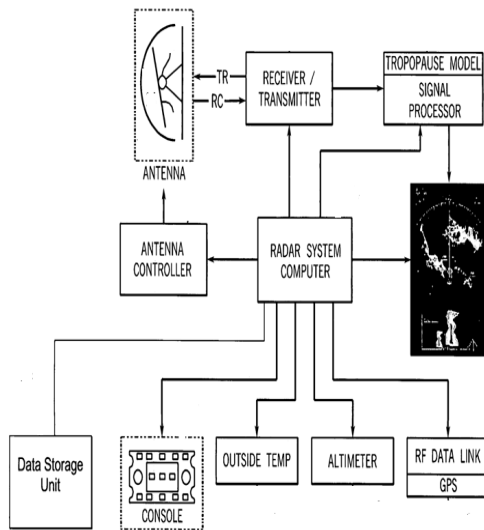 TR
RC
RECEIVER /
TRANSMITTER
TROPOPAUSE MODEL
SIGNAL
PROCESSOR
ANTENNA
ANTENNA
CONTROLLER
RADAR SYSTEM
COMPUTER
Data Storage
Unit
CONSOLE
OUTSIDE TEMP
ALTIMETER
RF DATA LINK
GPS